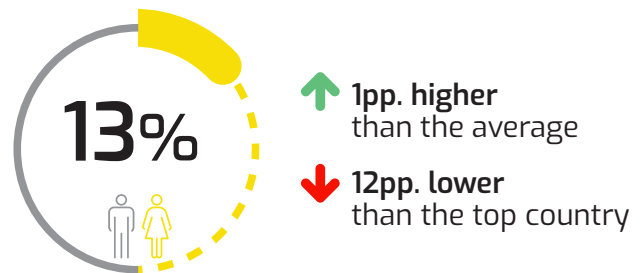 13%
1pp. higher
than the average
12pp. lower
than the top country